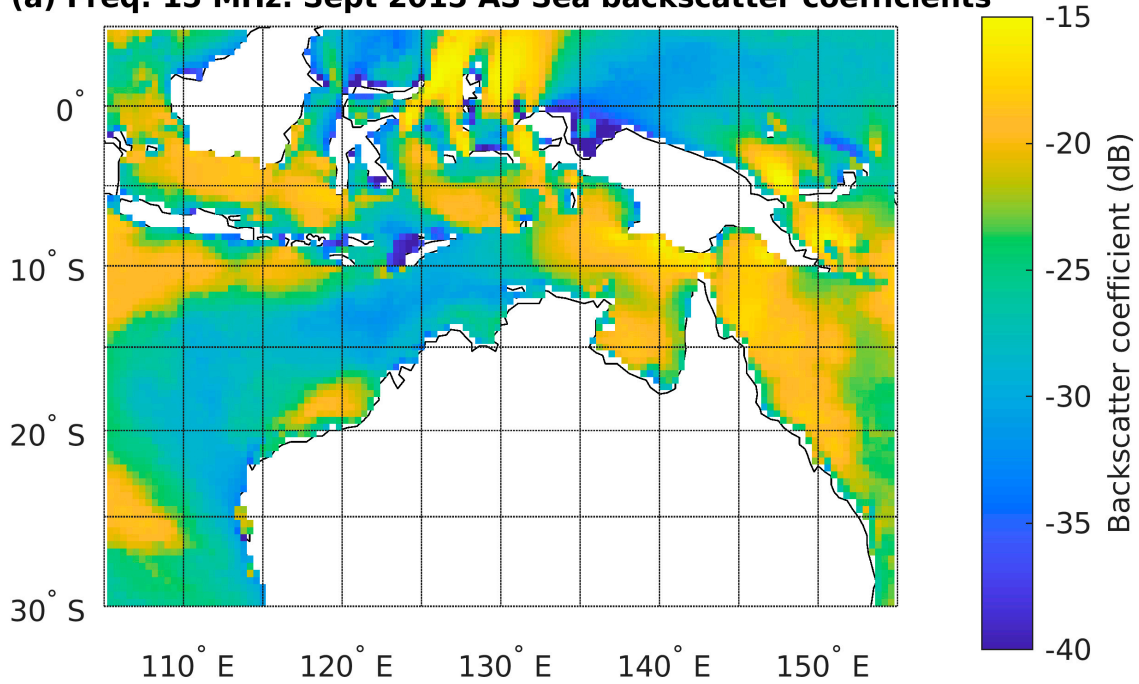 (a) Freq: 15 MHz: Sept 2015 AS Sea backscatter coefficients
0° 
10° S
20° S
30° S
110° E 120° E 130° E 140° E 150° E
-15
-20
-25
-30
-35
-40
Backscatter coefficient (dB)